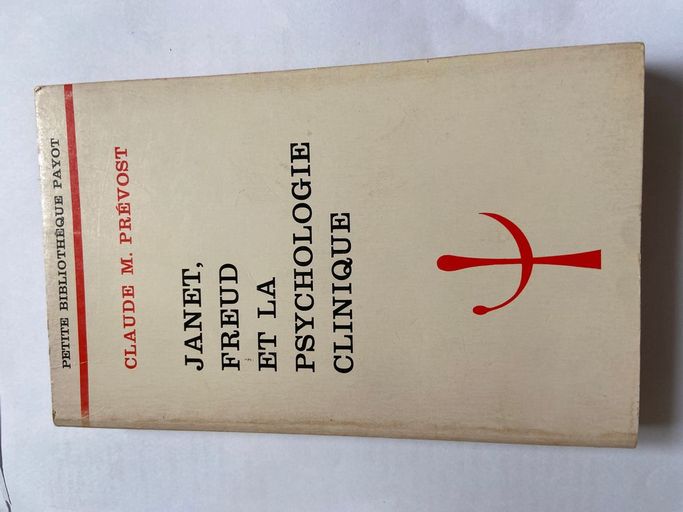 PETITE BIBLIOTHÈQUE PAYOT
CLAUDE M. PRÉVOST
JANET,
FREUD
ET LA
PSYCHOLOGIE
CLINIQUE